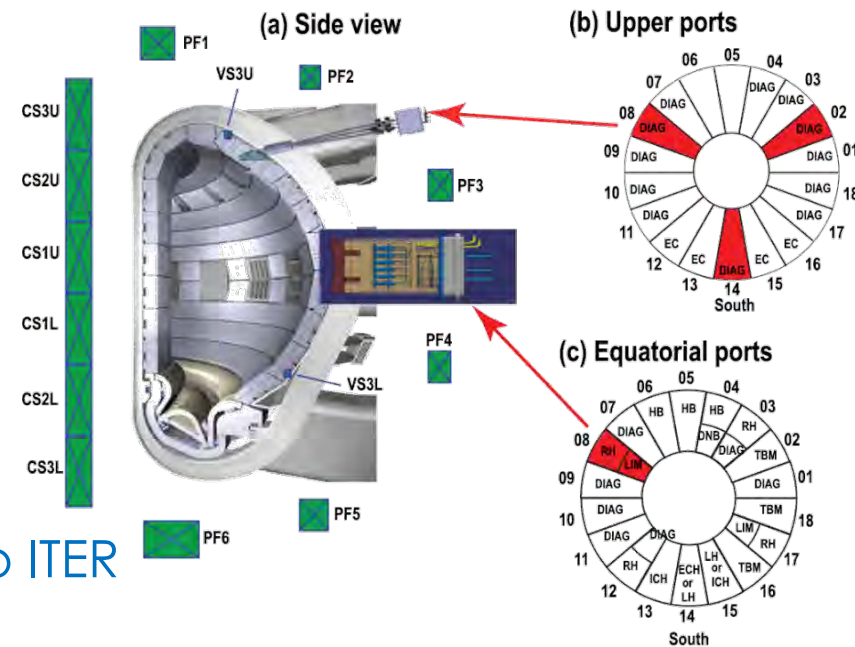 (a) Side view
PF1
VS3U
PF2
CS3U
CS2U
CS1U
CS1L
CS2L
CS3L
PF3
PF4
VS3L
PF5
PF6
o ITER
(b) Upper ports
05
04
03
02
01
18
17
16
15
14
13
12
11
10
09
08
07
06
DIAG
DIAG
DIAG
DIAG
DIAG
DIAG
EC
EC
DIAG
EC
EC
DIAG
DIAG
DIAG
DIAG
DIAG
South
(c) Equatorial ports
05
04
03
02
01
18
17
16
15
14
13
12
11
10
09
08
07
06
HB
HB
DNB
DIAG
RH
TBM
DIAG
TBM
LIM
RH
TBM
LH
or
ICH
ECH
or
LH
DIAG
ICH
RH
DIAG
DIAG
DIAG
RH
LIM
DIAG
HB
South